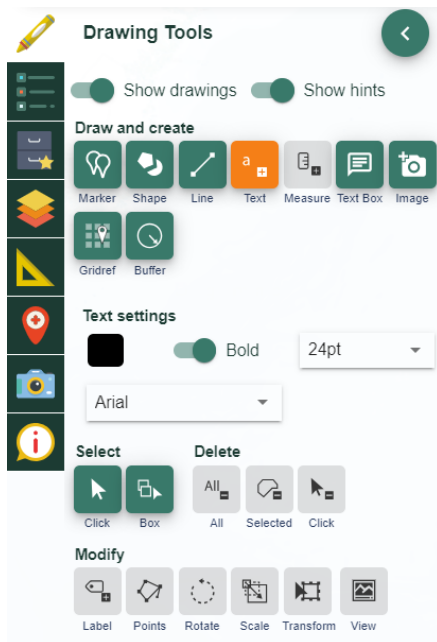 Drawing Tools
Show drawings Show hints
Draw and create
a
Marker Shape Line Text Measure Text Box Image
Gridref Buffer
Text settings
Bold 24pt
Arial
Select Delete
All
Click Box All Selected Click
Modify
Label Points Rotate Scale Transform View